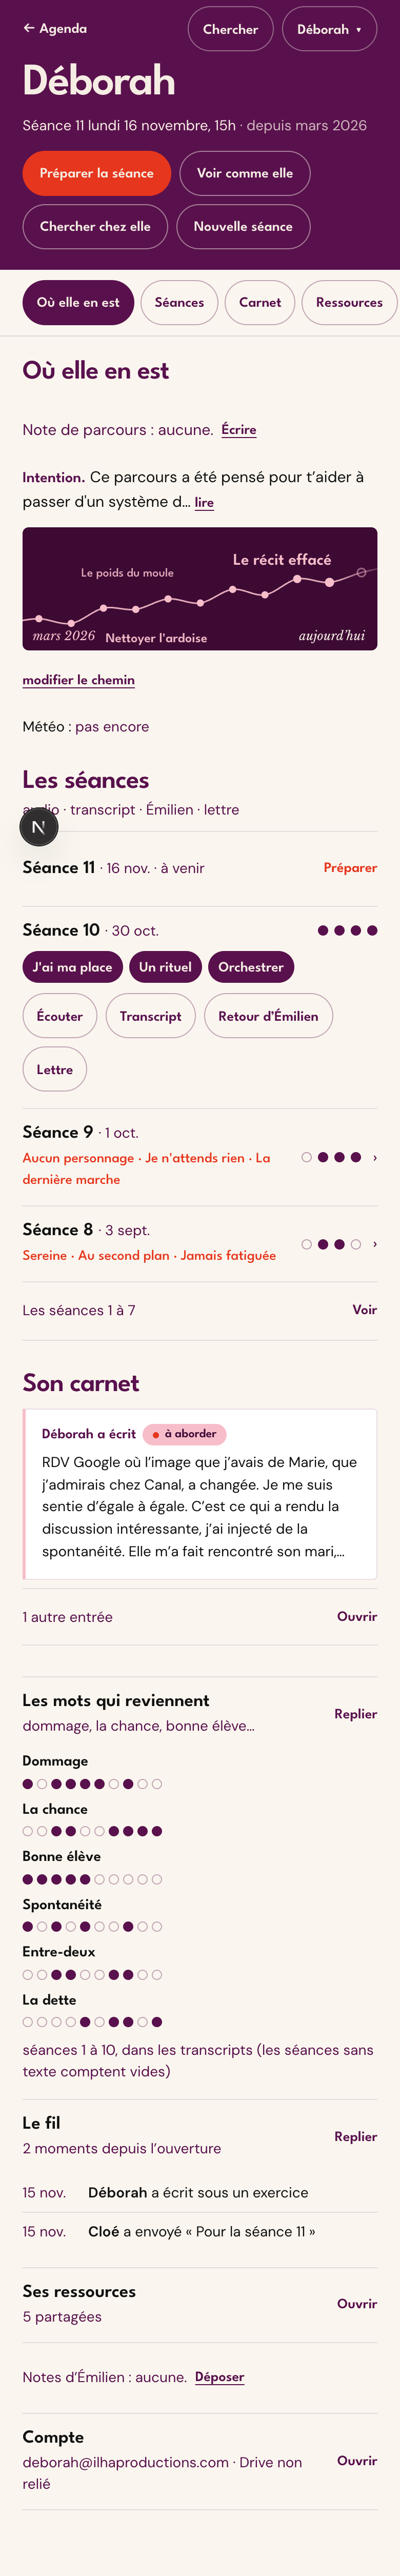 ← Agenda
Chercher
Déborah ▾
Déborah
Séance 11 lundi 16 novembre, 15h · depuis mars 2026
Préparer la séance
Voir comme elle
Chercher chez elle
Nouvelle séance
Où elle en est
Séances
Carnet
Ressources
Où elle en est
Note de parcours : aucune. Écrire
Intention. Ce parcours a été pensé pour t’aider à
passer d'un système d… lire
Le récit effacé
Le poids du moule
mars 2026
Nettoyer l'ardoise
aujourd’hui
modifier le chemin
Météo : pas encore
Les séances
· transcript · Émilien · lettre
N
Séance 11 · 16 nov. · à venir
Préparer
Séance 10 · 30 oct.
J'ai ma place
Un rituel
Orchestrer
Écouter
Transcript
Retour d’Émilien
Lettre
Séance 9 · 1 oct.
Aucun personnage · Je n'attends rien · La
dernière marche
›
Séance 8 · 3 sept.
Sereine · Au second plan · Jamais fatiguée
›
Les séances 1 à 7
Voir
Son carnet
Déborah a écrit
à aborder
RDV Google où l’image que j’avais de Marie, que
j’admirais chez Canal, a changée. Je me suis
sentie d’égale à égale. C’est ce qui a rendu la
discussion intéressante, j’ai injecté de la
spontanéité. Elle m’a fait rencontré son mari,…
1 autre entrée
Ouvrir
Les mots qui reviennent
dommage, la chance, bonne élève…
Replier
Dommage
La chance
Bonne élève
Spontanéité
Entre-deux
La dette
séances 1 à 10, dans les transcripts (les séances sans
texte comptent vides)
Le fil
2 moments depuis l’ouverture
Replier
15 nov. Déborah a écrit sous un exercice
15 nov. Cloé a envoyé « Pour la séance 11 »
Ses ressources
5 partagées
Ouvrir
Notes d’Émilien : aucune. Déposer
Compte
deborah@ilhaproductions.com · Drive non
relié
Ouvrir